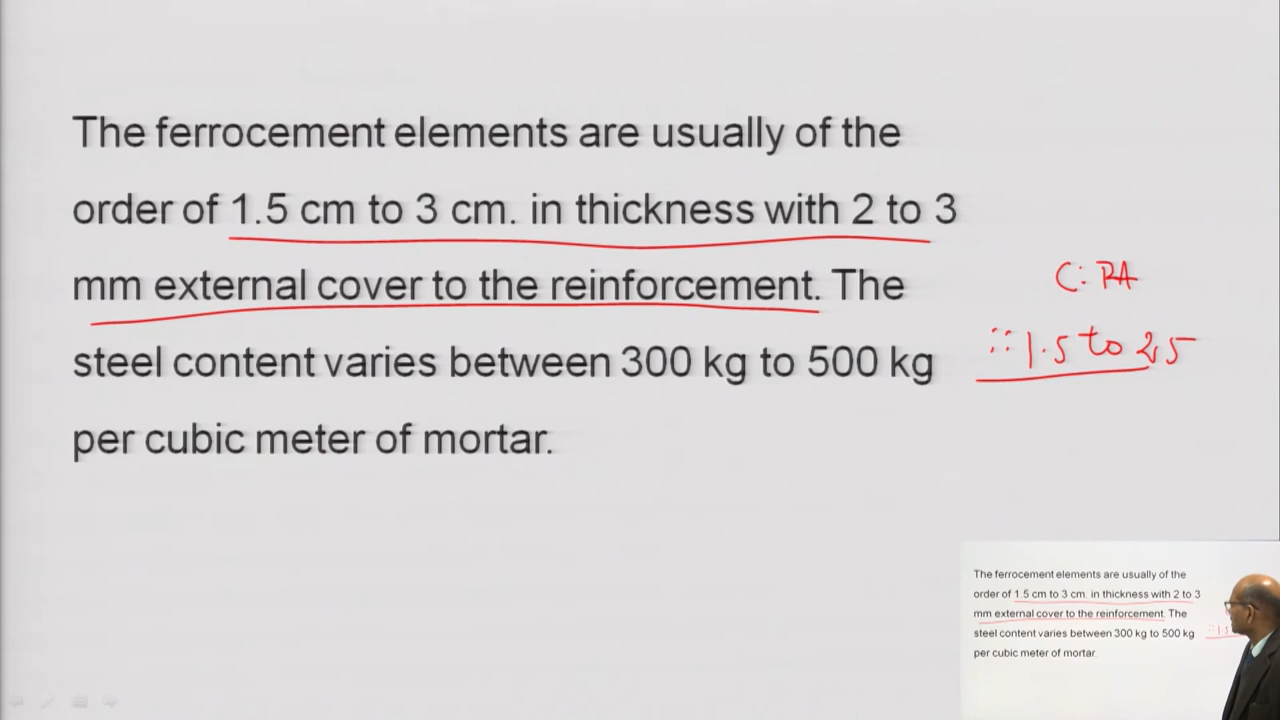 The ferrocement elements are usually of the
order of 1.5 cm to 3 cm. in thickness with 2 to 3
mm external cover to the reinforcement. The
steel content varies between 300 kg to 500 kg
per cubic meter of mortar.
C:
:: 1.5 to 2.5
The ferrocement elements are usually of the
order of 1.5 cm to 3 cm. in thickness with 2 to 3
mm external cover to the reinforcement. The
steel content varies between 300 kg to 500 kg
per cubic meter of mortar.